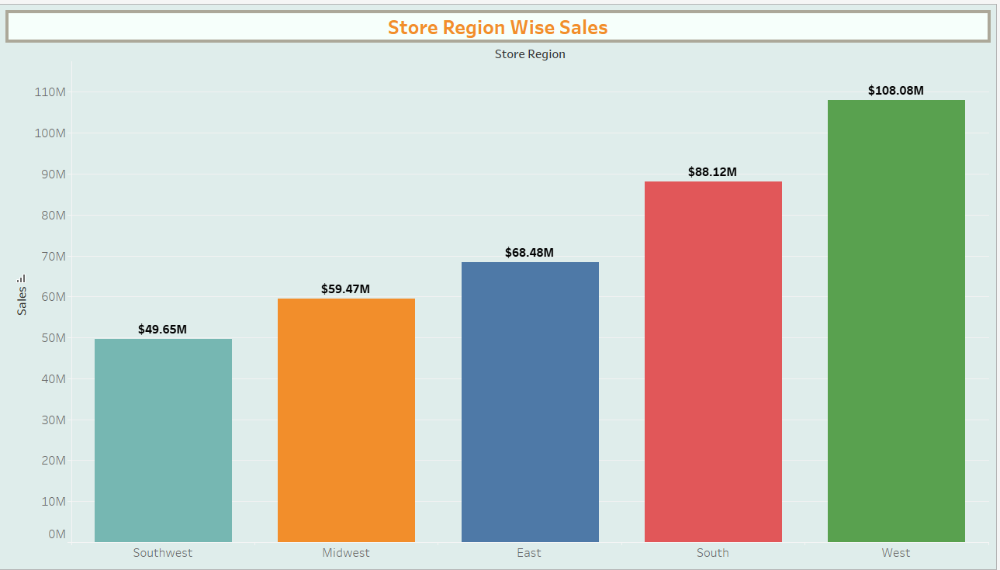 Store Region Wise Sales
Store Region
Sales
110M
100M
90M
80M
70M
60M
50M
40M
30M
20M
10M
0M
$49.65M
$59.47M
$68.48M
$88.12M
$108.08M
Southwest
Midwest
East
South
West